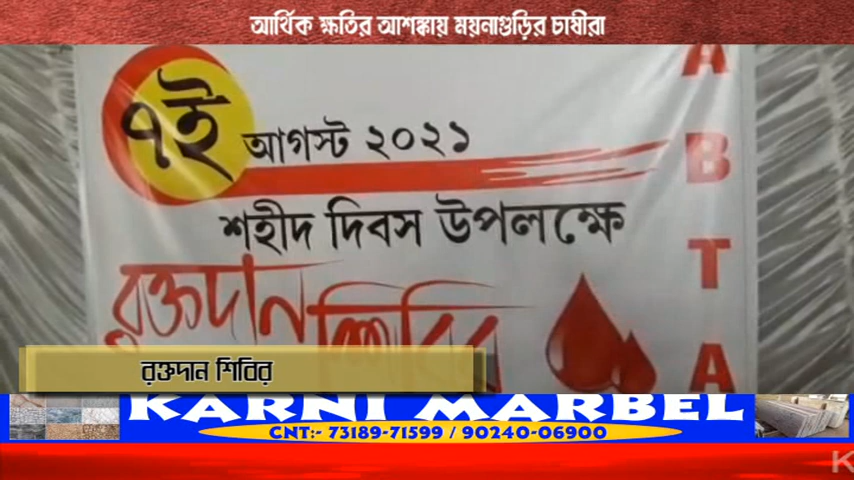 আর্থিক ক্ষতির আশঙ্কায় ময়নাগুড়ির চাষীরা
৭ই আগস্ট ২০২১
শহীদ দিবস উপলক্ষে
রক্তদান শিবির
A
B
T
A
রক্তদান শিবির
KARNI MARBEL
CNT:- 73189-71599 / 90240-06900
K